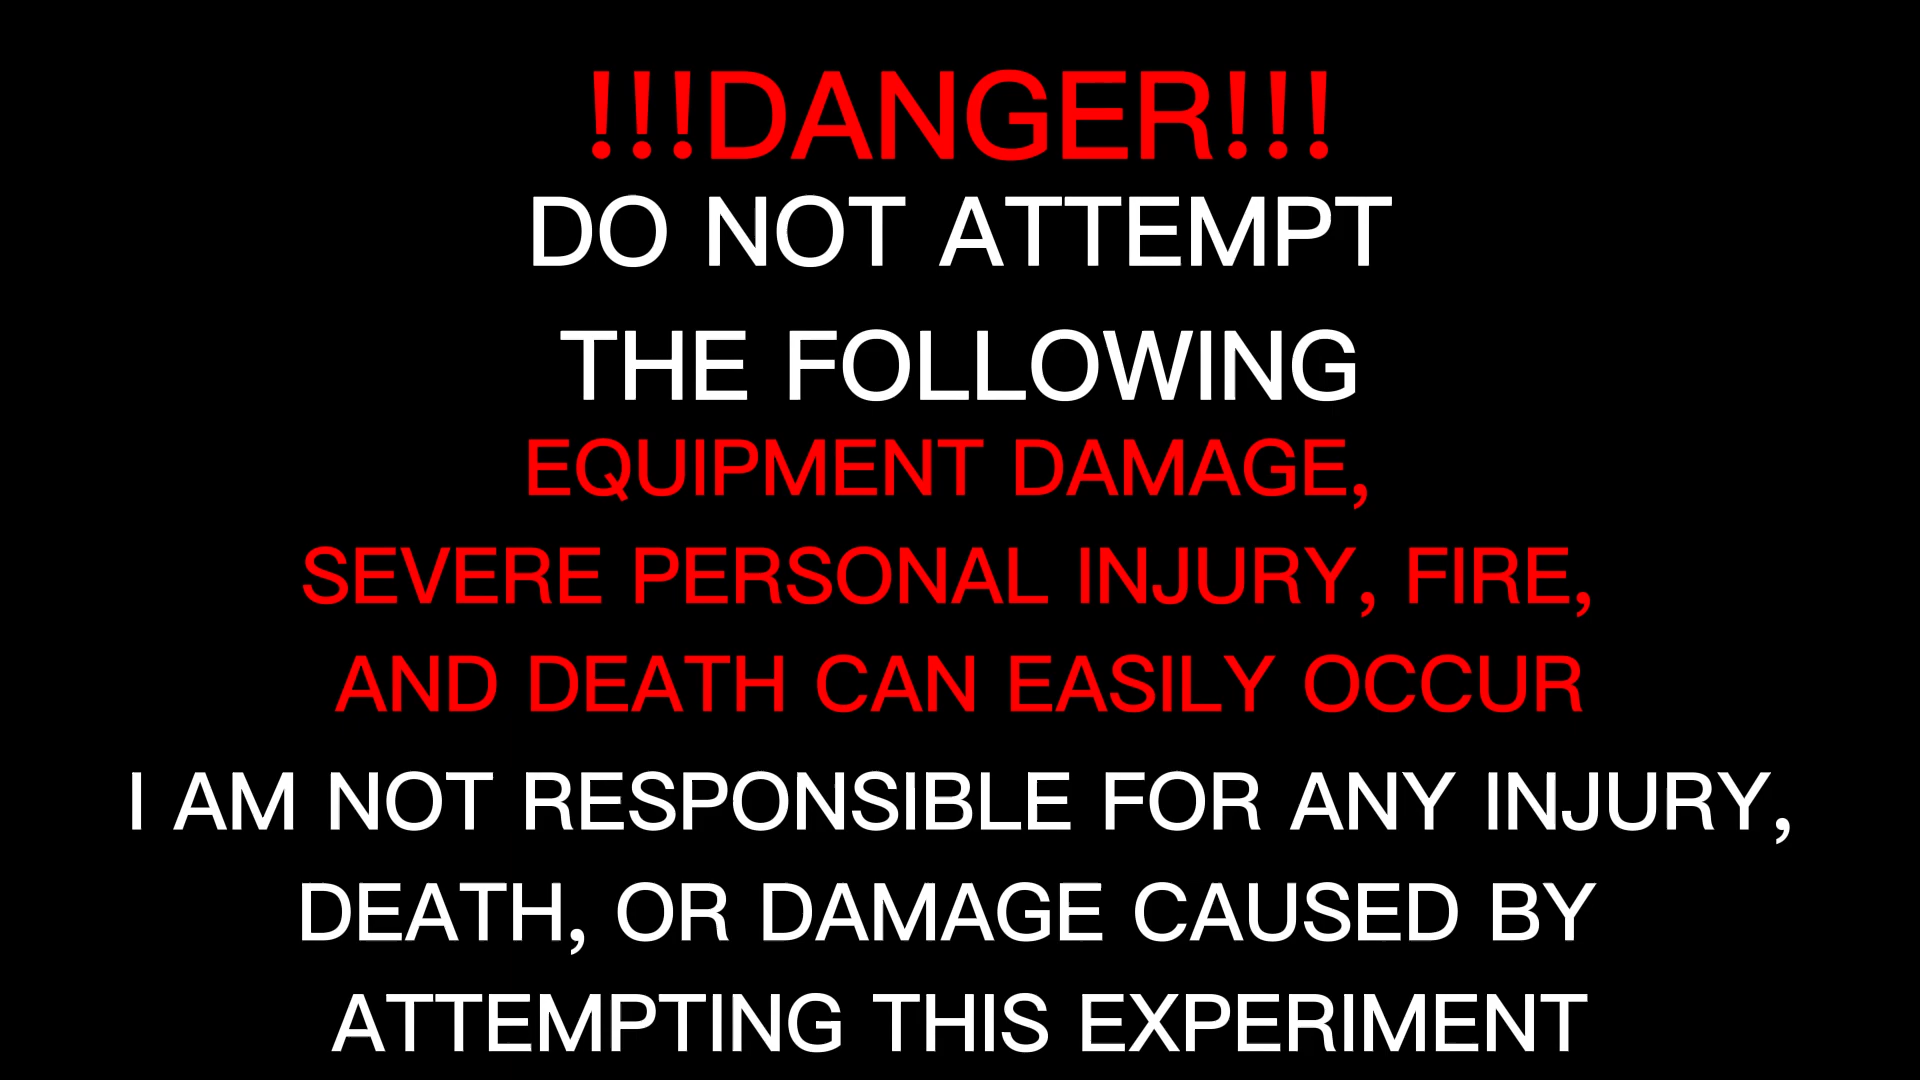 !!!DANGER!!!
DO NOT ATTEMPT
THE FOLLOWING
EQUIPMENT DAMAGE,
SEVERE PERSONAL INJURY, FIRE,
AND DEATH CAN EASILY OCCUR
I AM NOT RESPONSIBLE FOR ANY INJURY,
DEATH, OR DAMAGE CAUSED BY
ATTEMPTING THIS EXPERIMENT